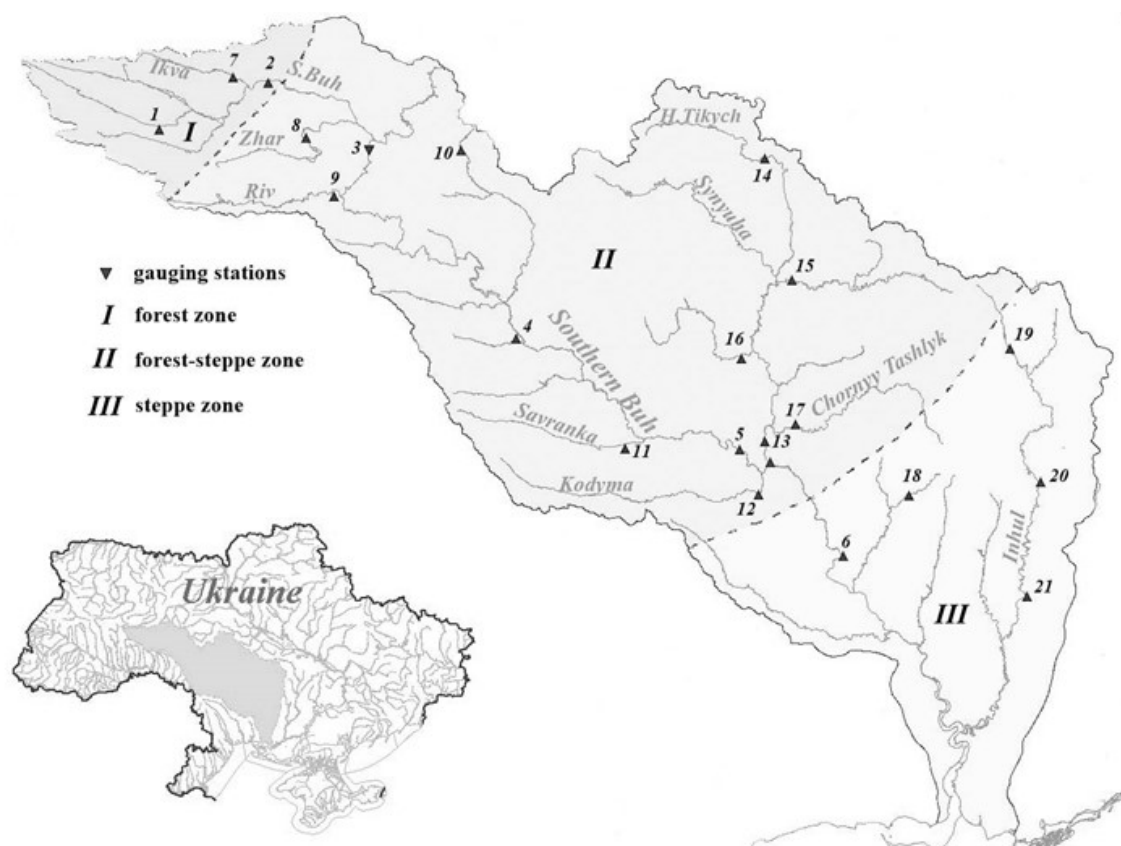 7
2
Ikva
S.Buh
1
I
8
Zhar
3
10
H.Tikych
14
Riv
9
Synyuha
gauging stations
I forest zone
II forest-steppe zone
III steppe zone
II
15
4
Southern Buh
16
19
Chornyy Tashlyk
17
Savranka
11
5
13
Kodyma
12
18
20
6
Inhul
21
III
Ukraine